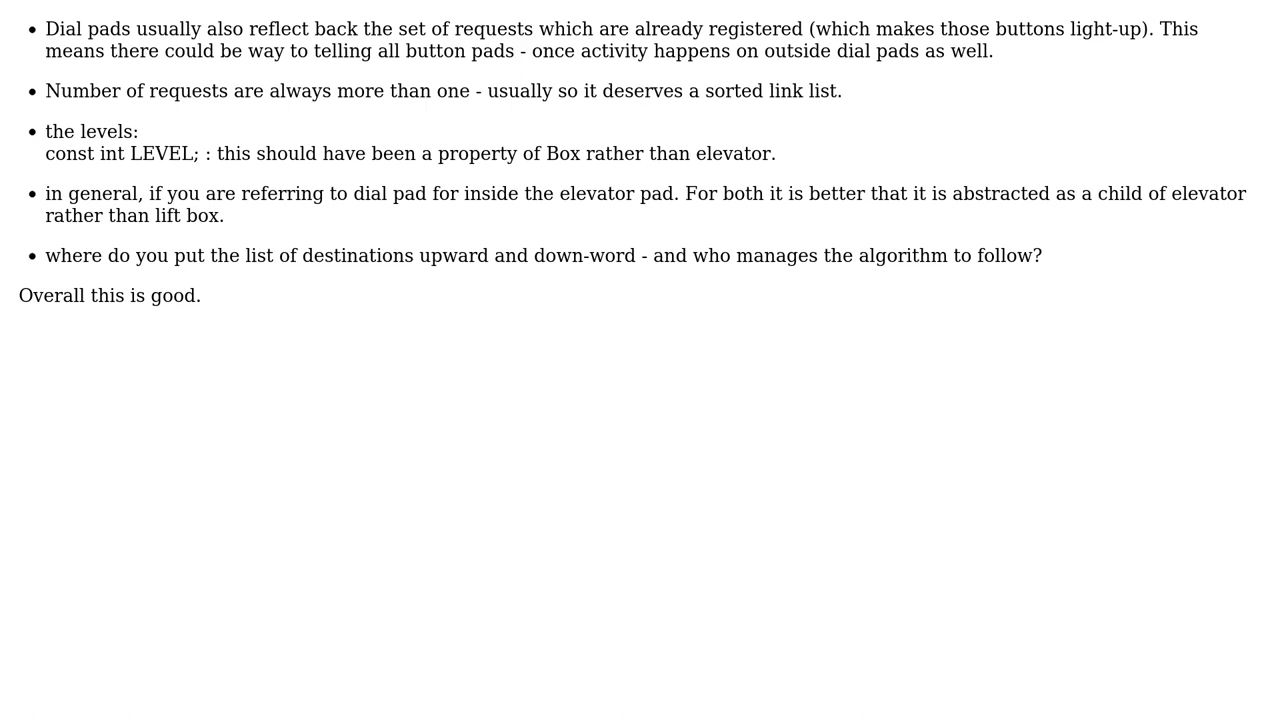 • Dial pads usually also reflect back the set of requests which are already registered (which makes those buttons light-up). This
means there could be way to telling all button pads - once activity happens on outside dial pads as well.
• Number of requests are always more than one - usually so it deserves a sorted link list.
• the levels:
const int LEVEL; : this should have been a property of Box rather than elevator.
• in general, if you are referring to dial pad for inside the elevator pad. For both it is better that it is abstracted as a child of elevator
rather than lift box.
• where do you put the list of destinations upward and down-word - and who manages the algorithm to follow?
Overall this is good.